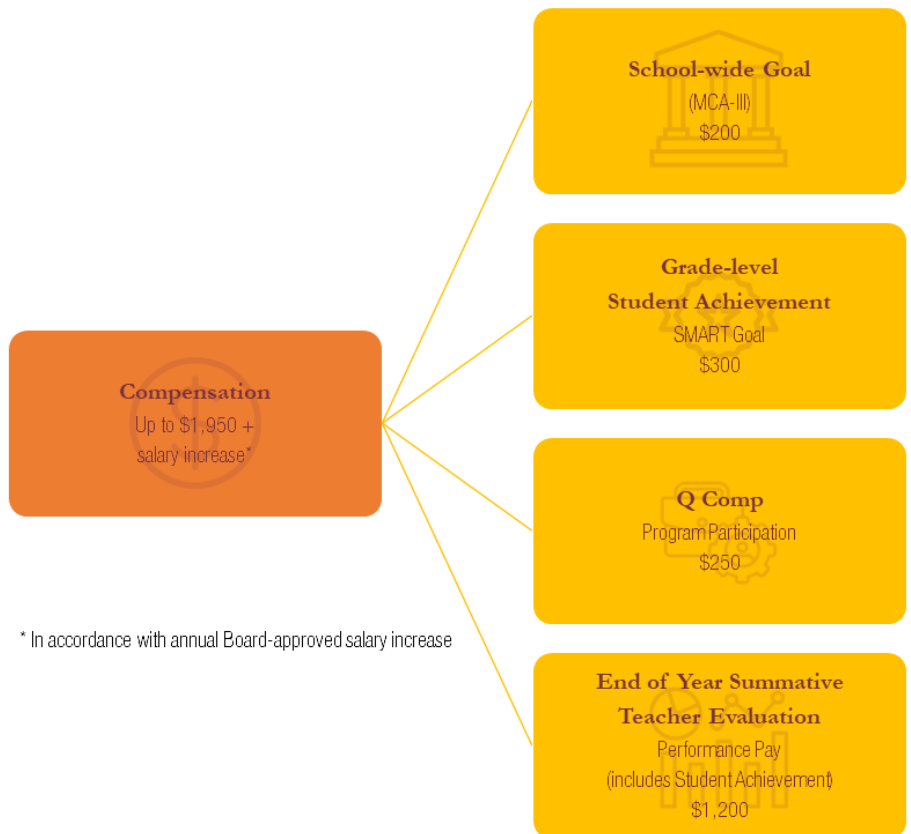 School-wide Goal
(MCA-III)
$200
Grade-level
Student Achievement
SMART Goal
$300
Compensation
Up to $1,950 +
salary increase*
Q Comp
Program Participation
$250
* In accordance with annual Board-approved salary increase
End of Year Summative
Teacher Evaluation
Performance Pay
(includes Student Achievement)
$1,200